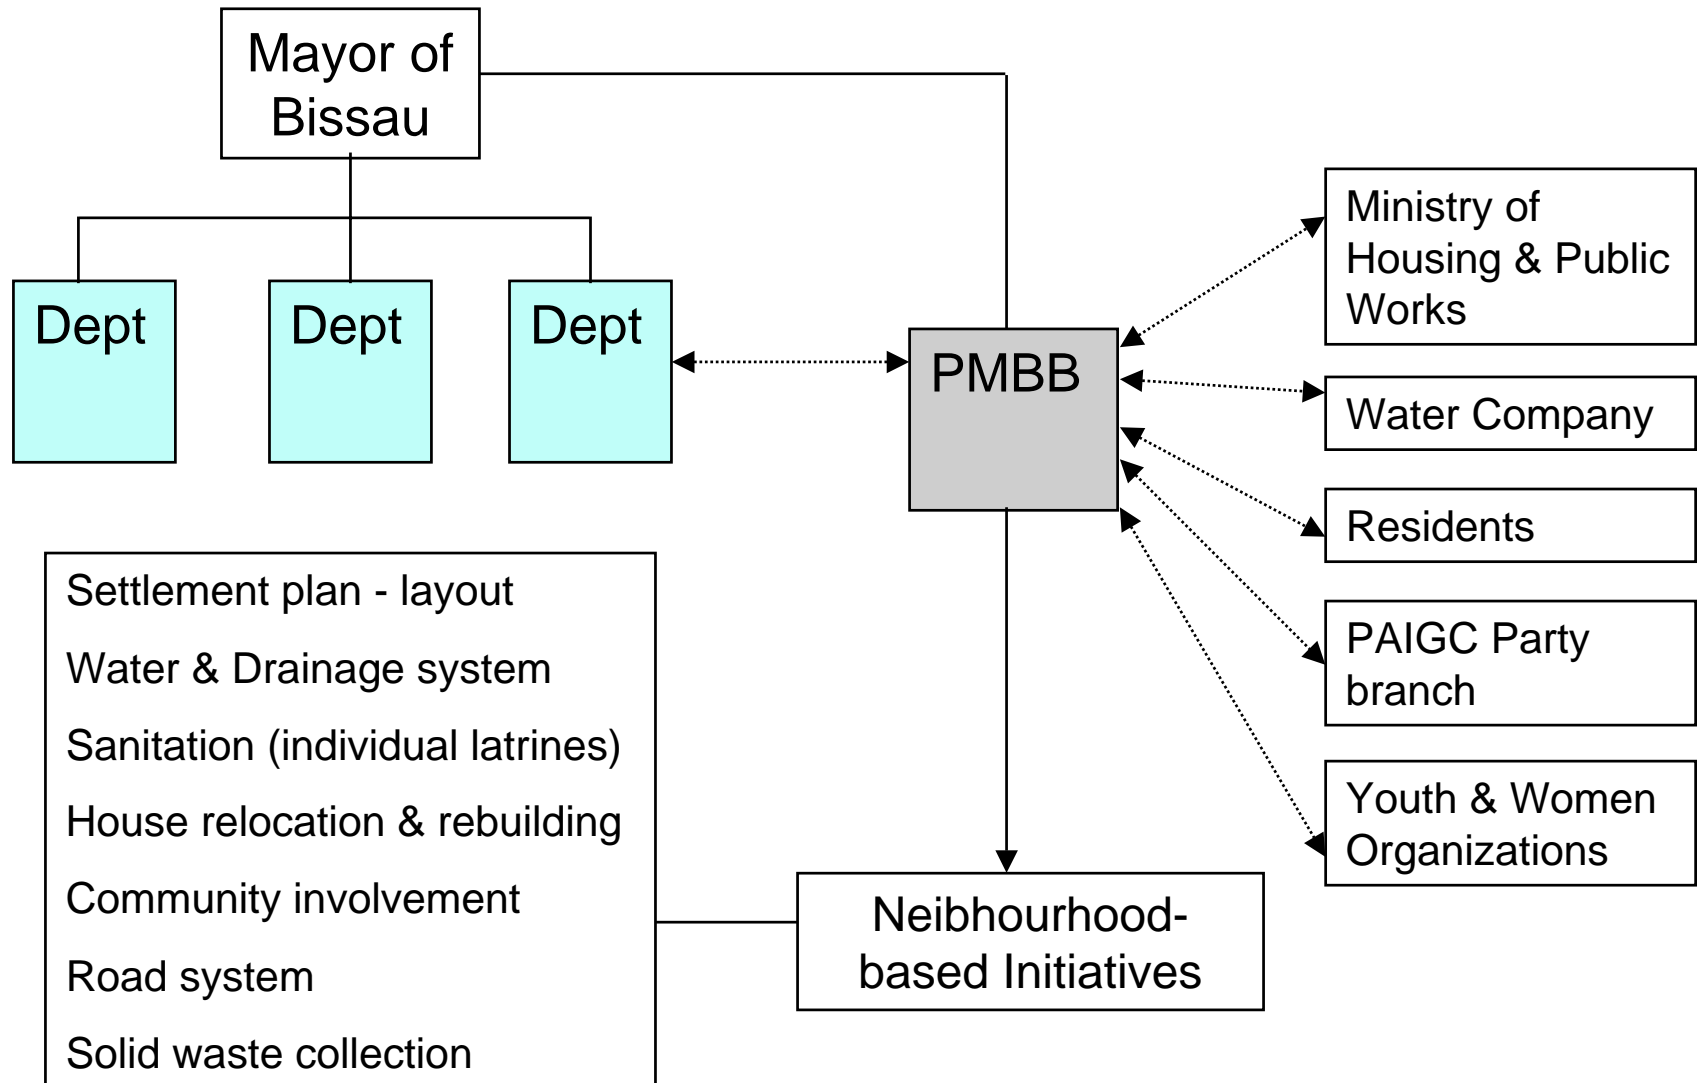 Mayor of
Bissau
Dept
Dept
Dept
PMBB
Ministry of
Housing & Public
Works
Water Company
Residents
PAIGC Party
branch
Youth & Women
Organizations
Settlement plan - layout
Water & Drainage system
Sanitation (individual latrines)
House relocation & rebuilding
Community involvement
Road system
Solid waste collection
Neibhourhood-
based Initiatives